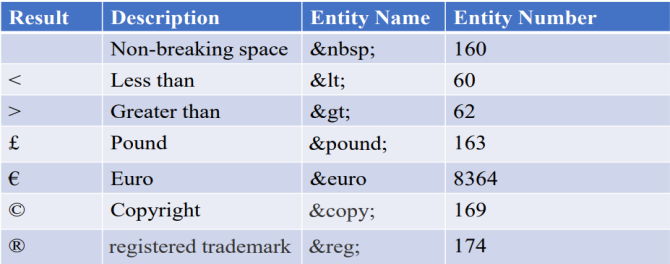 Result Description Entity Name Entity Number
Non-breaking space &nbsp; 160
< Less than &lt; 60
> Greater than &gt; 62
£ Pound &pound; 163
€ Euro &euro 8364
© Copyright &copy; 169
® registered trademark &reg; 174